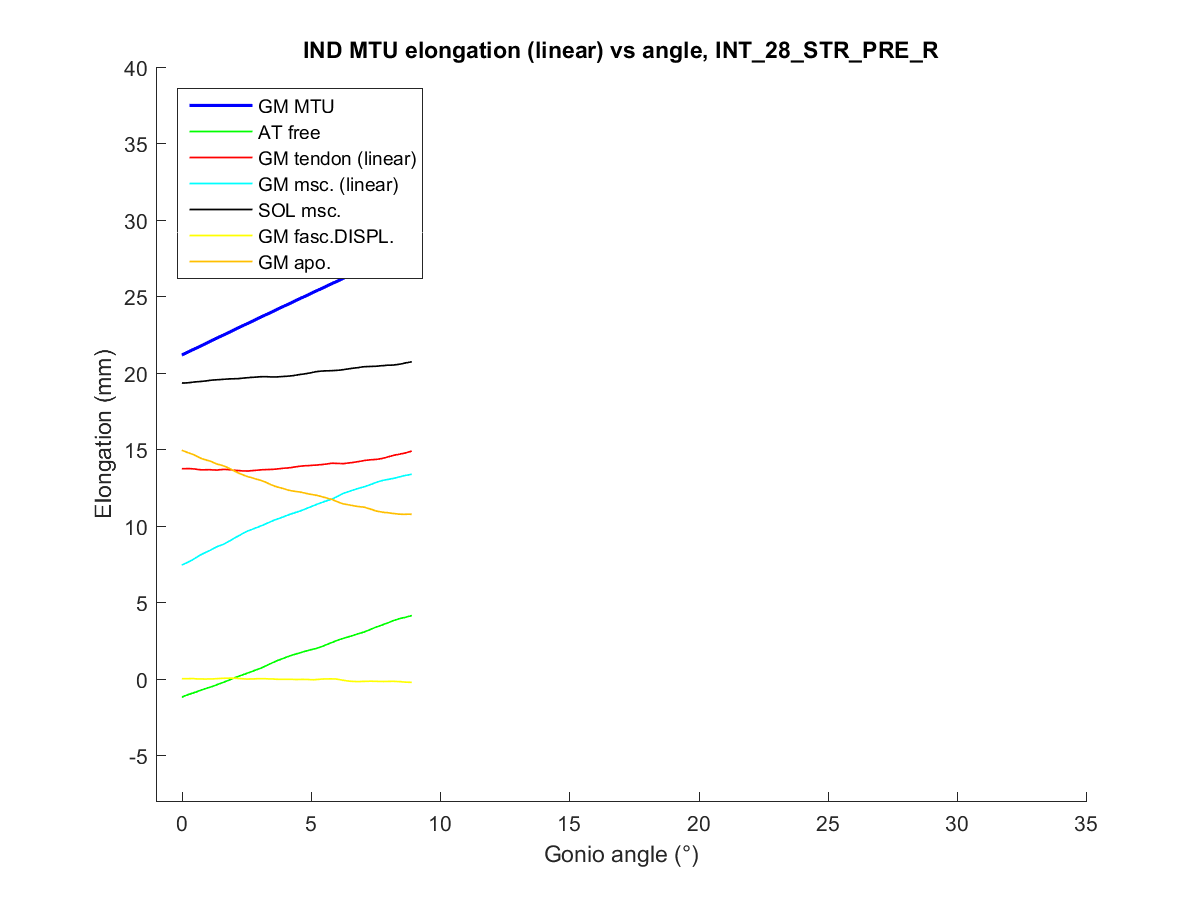 IND MTU elongation (linear) vs angle, INT_28_STR_PRE_R
40
35
30
25
20
15
10
5
0
-5
Elongation (mm)
GM MTU
AT free
GM tendon (linear)
GM msc. (linear)
SOL msc.
GM fasc.DISPL.
GM apo.
0 5 10 15 20 25 30 35
Gonio angle (°)